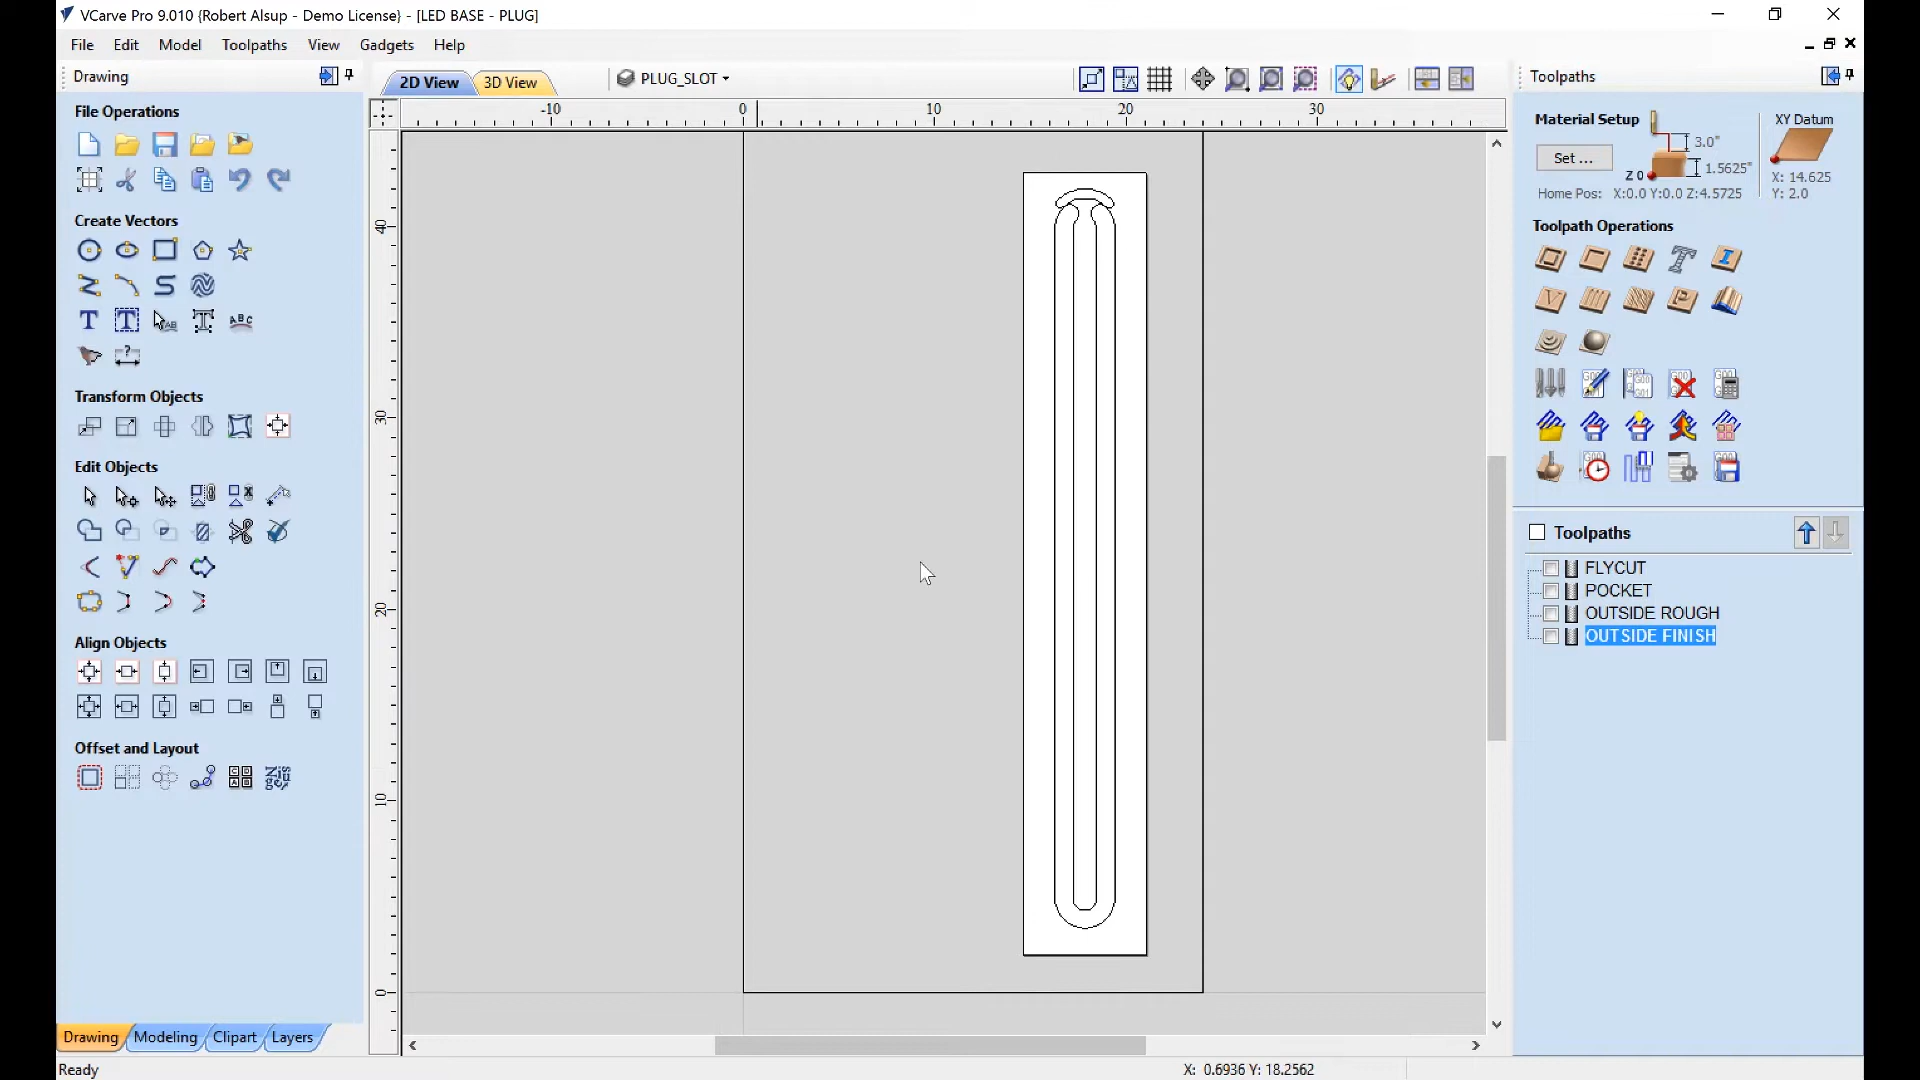 VCarve Pro 9.010 {Robert Alsup - Demo License} - [LED BASE - PLUG]
File Edit Model Toolpaths View Gadgets Help
Drawing
File Operations
Create Vectors
Transform Objects
Edit Objects
Align Objects
Offset and Layout
Drawing Modeling Clipart Layers
Ready
2D View 3D View PLUG_SLOT
-10 0 10 20 30
40
30
20
10
0
X: 0.6936 Y: 18.2562
Toolpaths
Material Setup
Set ...
3.0"
1.5625"
Z 0
Home Pos: X:0.0 Y:0.0 Z:4.5725
XY Datum
X: 14.625
Y: 2.0
Toolpath Operations
Toolpaths
FLYCUT
POCKET
OUTSIDE ROUGH
OUTSIDE FINISH